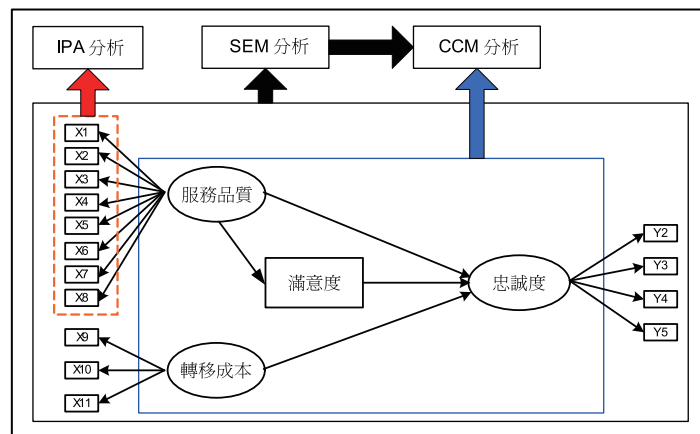 IPA 分析
SEM 分析
CCM 分析
X1
X2
X3
X4
X5
X6
X7
X8
X9
X10
X11
服務品質
滿意度
轉移成本
忠誠度
Y2
Y3
Y4
Y5